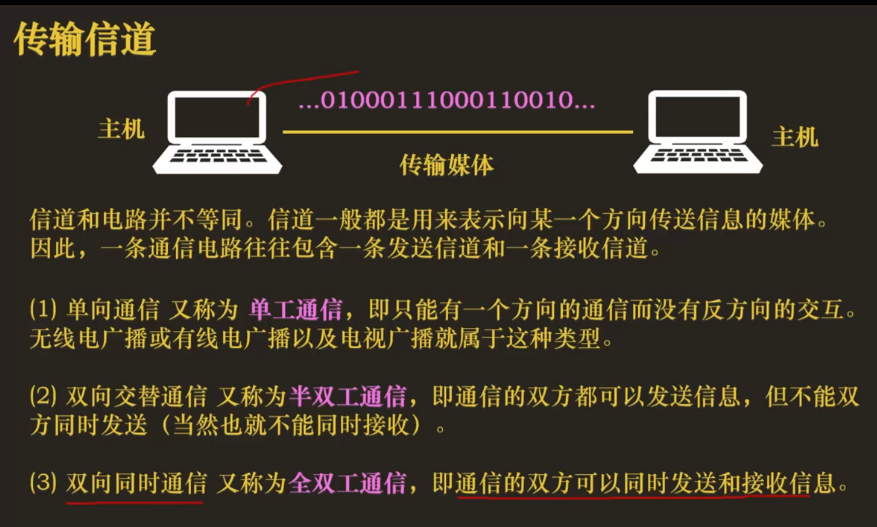 传输信道
...010001110001100010...
主机
主机
传输媒体
信道和电路并不等同。信道一般都是用来表示向某一个方向传送信息的媒体。
因此，一条通信电路往往包含一条发送信道和一条接收信道。
(1) 单向通信 又称为 单工通信，即只能有一个方向的通信而没有反方向的交互。
无线电广播或有线电广播以及电视广播就属于这种类型。
(2) 双向交替通信 又称为半双工通信，即通信的双方都可以发送信息，但不能双
方同时发送（当然也就不能同时接收）。
(3) 双向同时通信 又称为全双工通信，即通信的双方可以同时发送和接收信息。